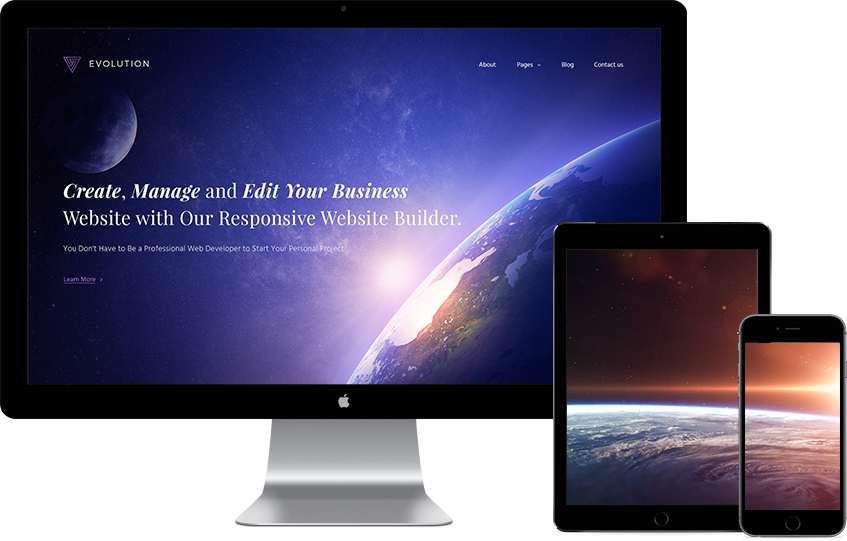 EVOLUTION
About Pages Blog Contact us
Create, Manage and Edit Your Business
Website with Our Responsive Website Builder.
You Don't Have to Be a Professional Web Developer to Start Your Personal Project
Learn More